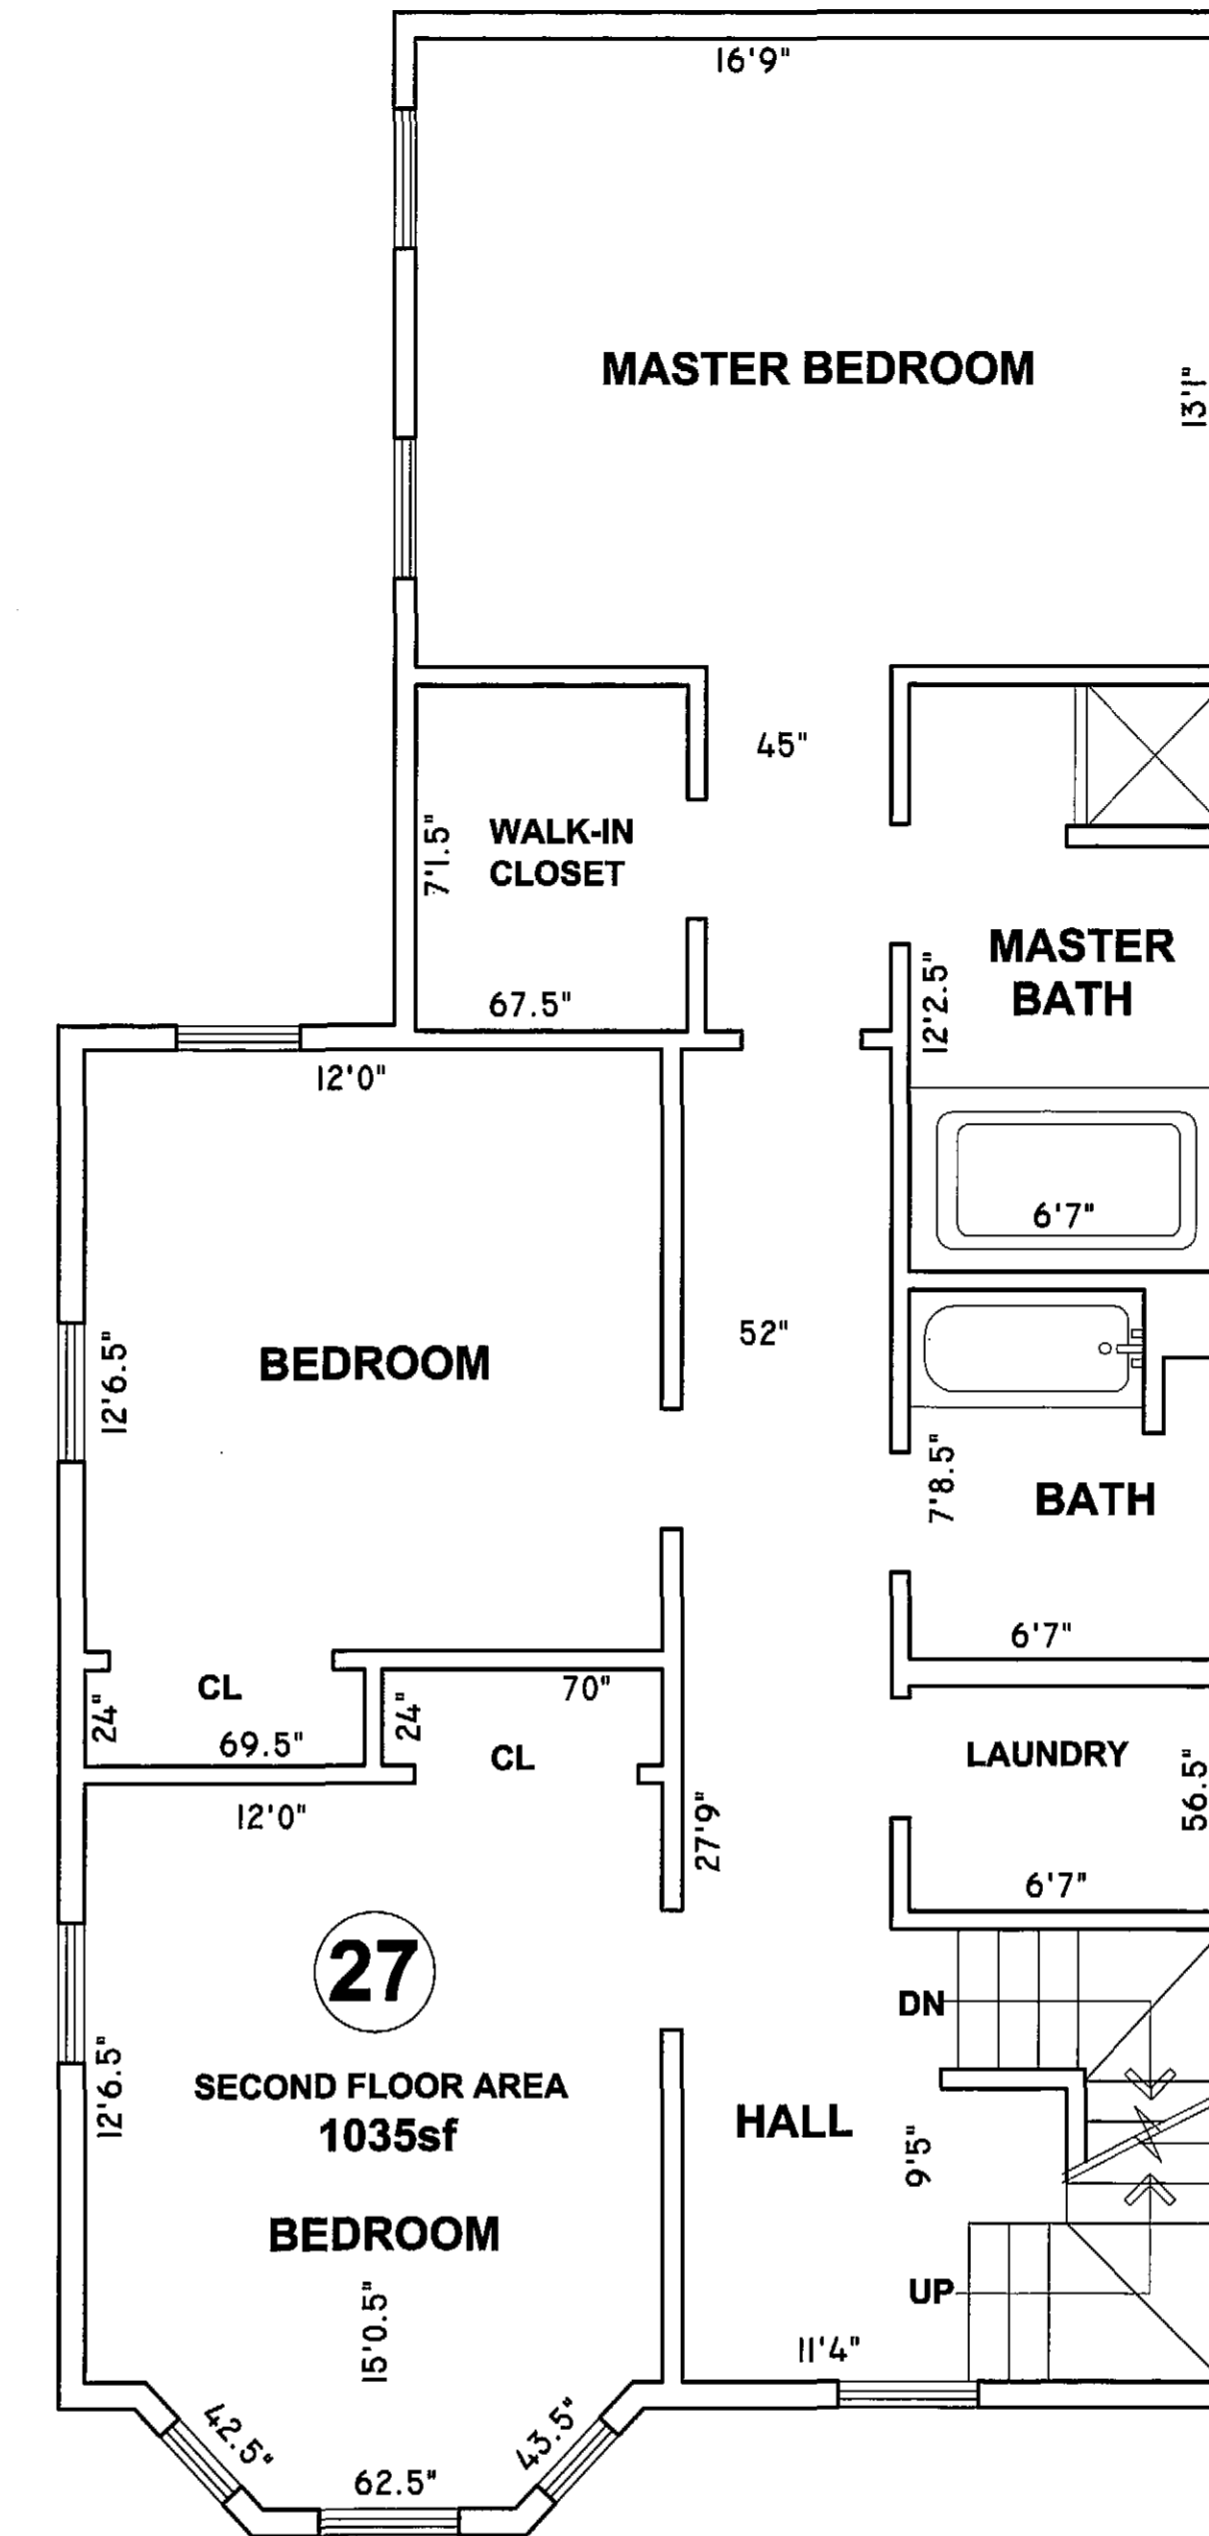 16'9"
MASTER BEDROOM
13'1"
45"
WALK-IN
CLOSET
7'1.5"
67.5"
MASTER
BATH
12'2.5"
12'0"
6'7"
52"
BEDROOM
12'6.5"
7'8.5"
BATH
6'7"
CL
24"
69.5"
70"
24"
CL
LAUNDRY
56.5"
12'0"
27'9"
6'7"
27
DN
SECOND FLOOR AREA
1035sf
12'6.5"
HALL
9'5"
BEDROOM
15'0.5"
UP
11'4"
42.5"
43.5"
62.5"